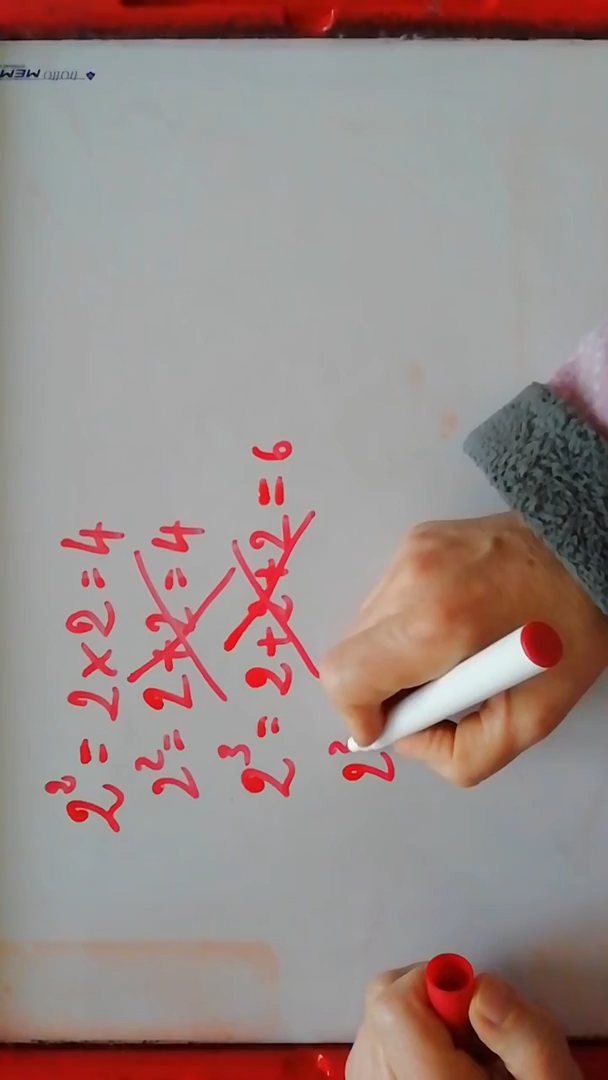 2² = 2 × 2 = 4
2² = 2 + 2 = 4
2³ = 2 + 2 + 2 = 6
2